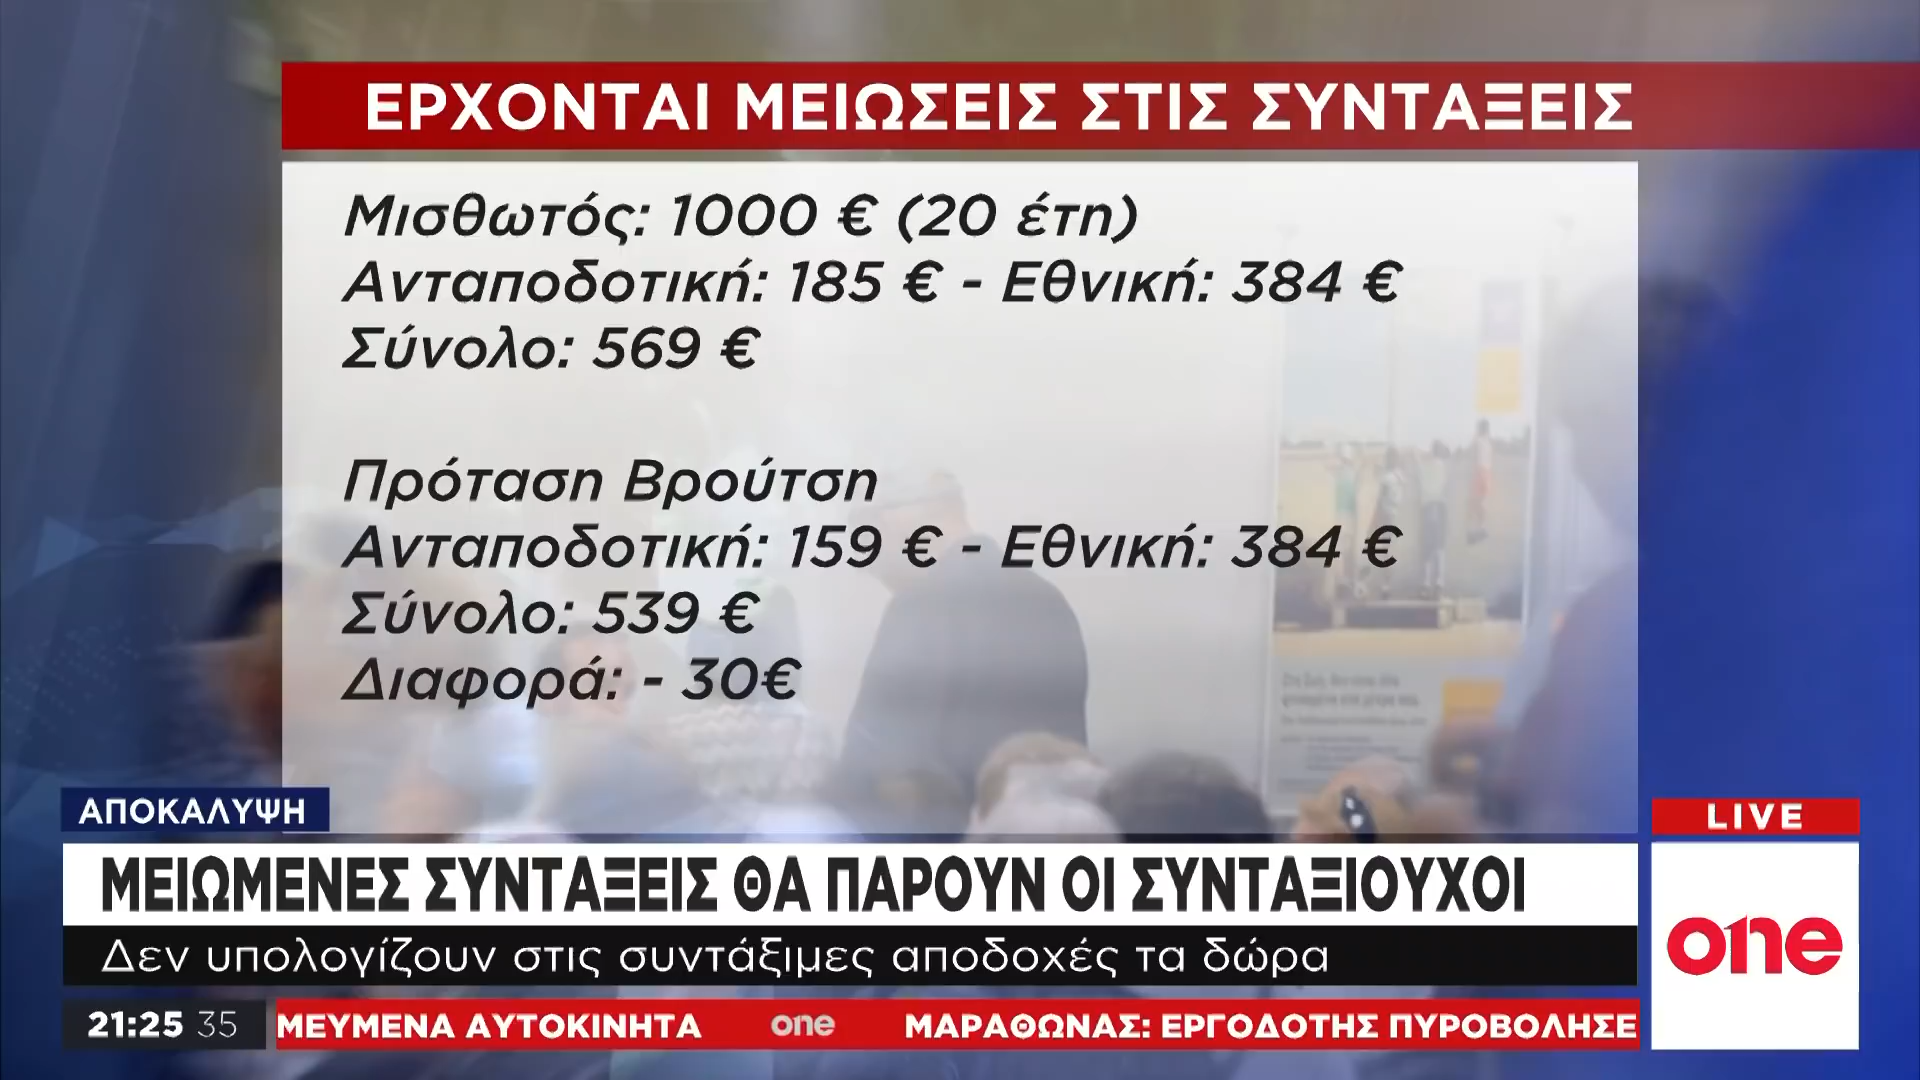 ΕΡΧΟΝΤΑΙ ΜΕΙΩΣΕΙΣ ΣΤΙΣ ΣΥΝΤΑΞΕΙΣ
Μισθωτός: 1000 € (20 έτη)
Ανταποδοτική: 185 € - Εθνική: 384 €
Σύνολο: 569 €
Πρόταση Βρούτση
Ανταποδοτική: 159 € - Εθνική: 384 €
Σύνολο: 539 €
Διαφορά: - 30€
ΑΠΟΚΑΛΥΨΗ
LIVE
ΜΕΙΩΜΕΝΕΣ ΣΥΝΤΑΞΕΙΣ ΘΑ ΠΑΡΟΥΝ ΟΙ ΣΥΝΤΑΞΙΟΥΧΟΙ
one
Δεν υπολογίζουν στις συντάξιμες αποδοχές τα δώρα
21:25 35 ΜΕΥΜΕΝΑ ΑΥΤΟΚΙΝΗΤΑ one ΜΑΡΑΘΩΝΑΣ: ΕΡΓΟΔΟΤΗΣ ΠΥΡΟΒΟΛΗΣΕ